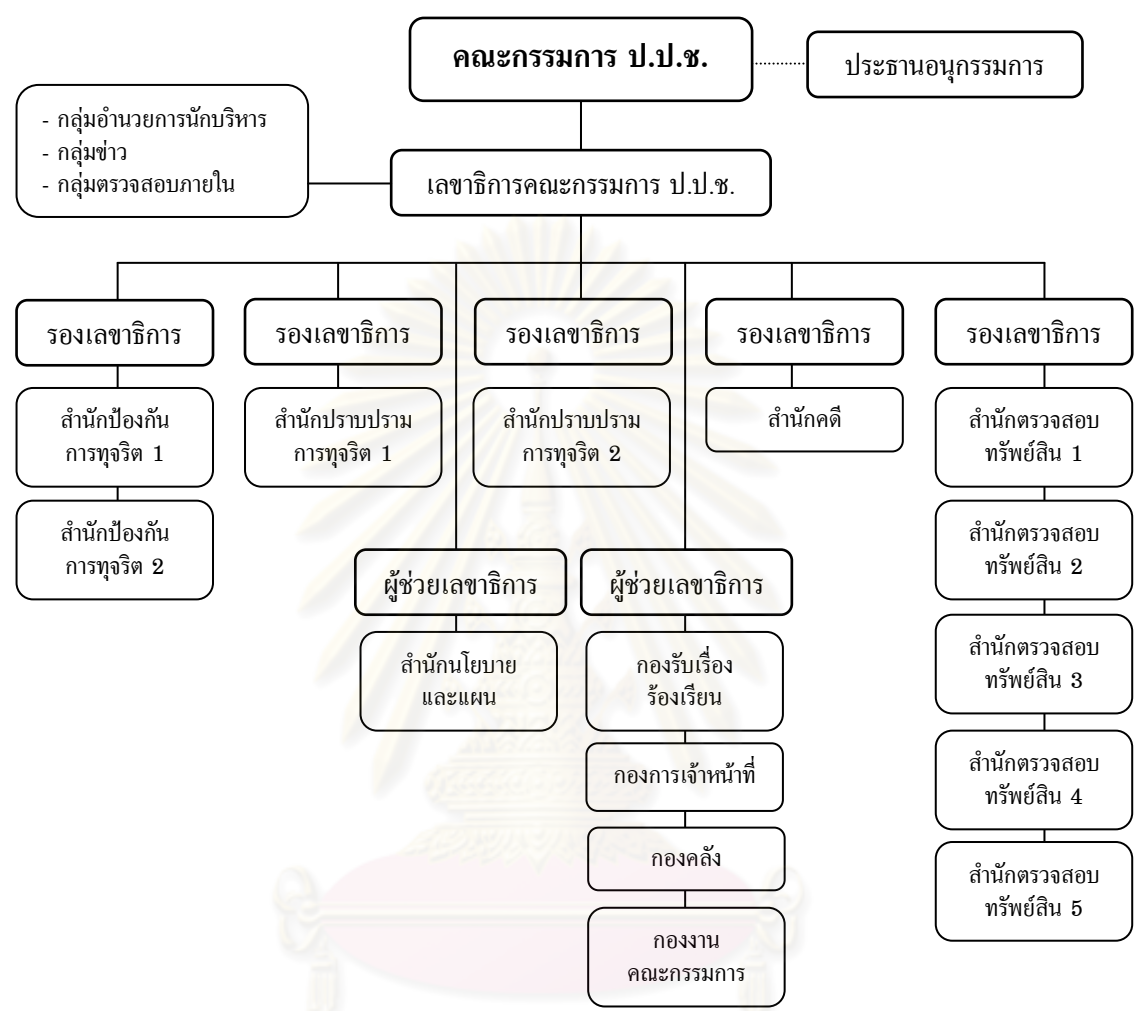 คณะกรรมการ ป.ป.ช.
ประธานอนุกรรมการ
- กลุ่มอำนวยการนักบริหาร
- กลุ่มข่าว
- กลุ่มตรวจสอบภายใน
เลขาธิการคณะกรรมการ ป.ป.ช.
รองเลขาธิการ
รองเลขาธิการ
รองเลขาธิการ
รองเลขาธิการ
รองเลขาธิการ
สำนักป้องกัน
การทุจริต 1
สำนักปราบปราม
การทุจริต 1
สำนักปราบปราม
การทุจริต 2
สำนักคดี
สำนักตรวจสอบ
ทรัพย์สิน 1
สำนักป้องกัน
การทุจริต 2
สำนักตรวจสอบ
ทรัพย์สิน 2
ผู้ช่วยเลขาธิการ
ผู้ช่วยเลขาธิการ
สำนักนโยบาย
และแผน
กองรับเรื่อง
ร้องเรียน
สำนักตรวจสอบ
ทรัพย์สิน 3
กองการเจ้าหน้าที่
สำนักตรวจสอบ
ทรัพย์สิน 4
กองคลัง
สำนักตรวจสอบ
ทรัพย์สิน 5
กองงาน
คณะกรรมการ